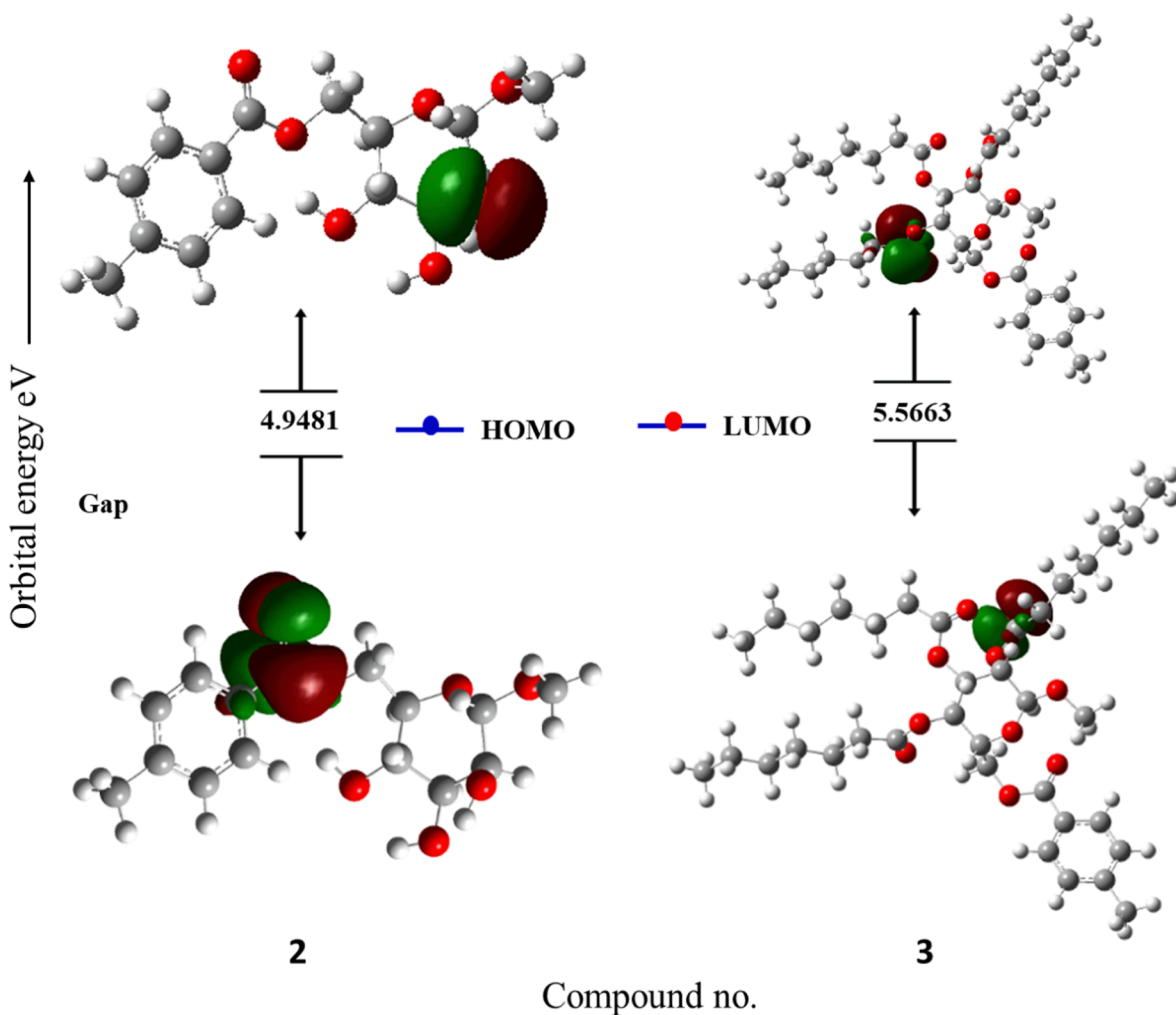 Orbital energy eV
4.9481
HOMO
LUMO
5.5663
Gap
2
3
Compound no.